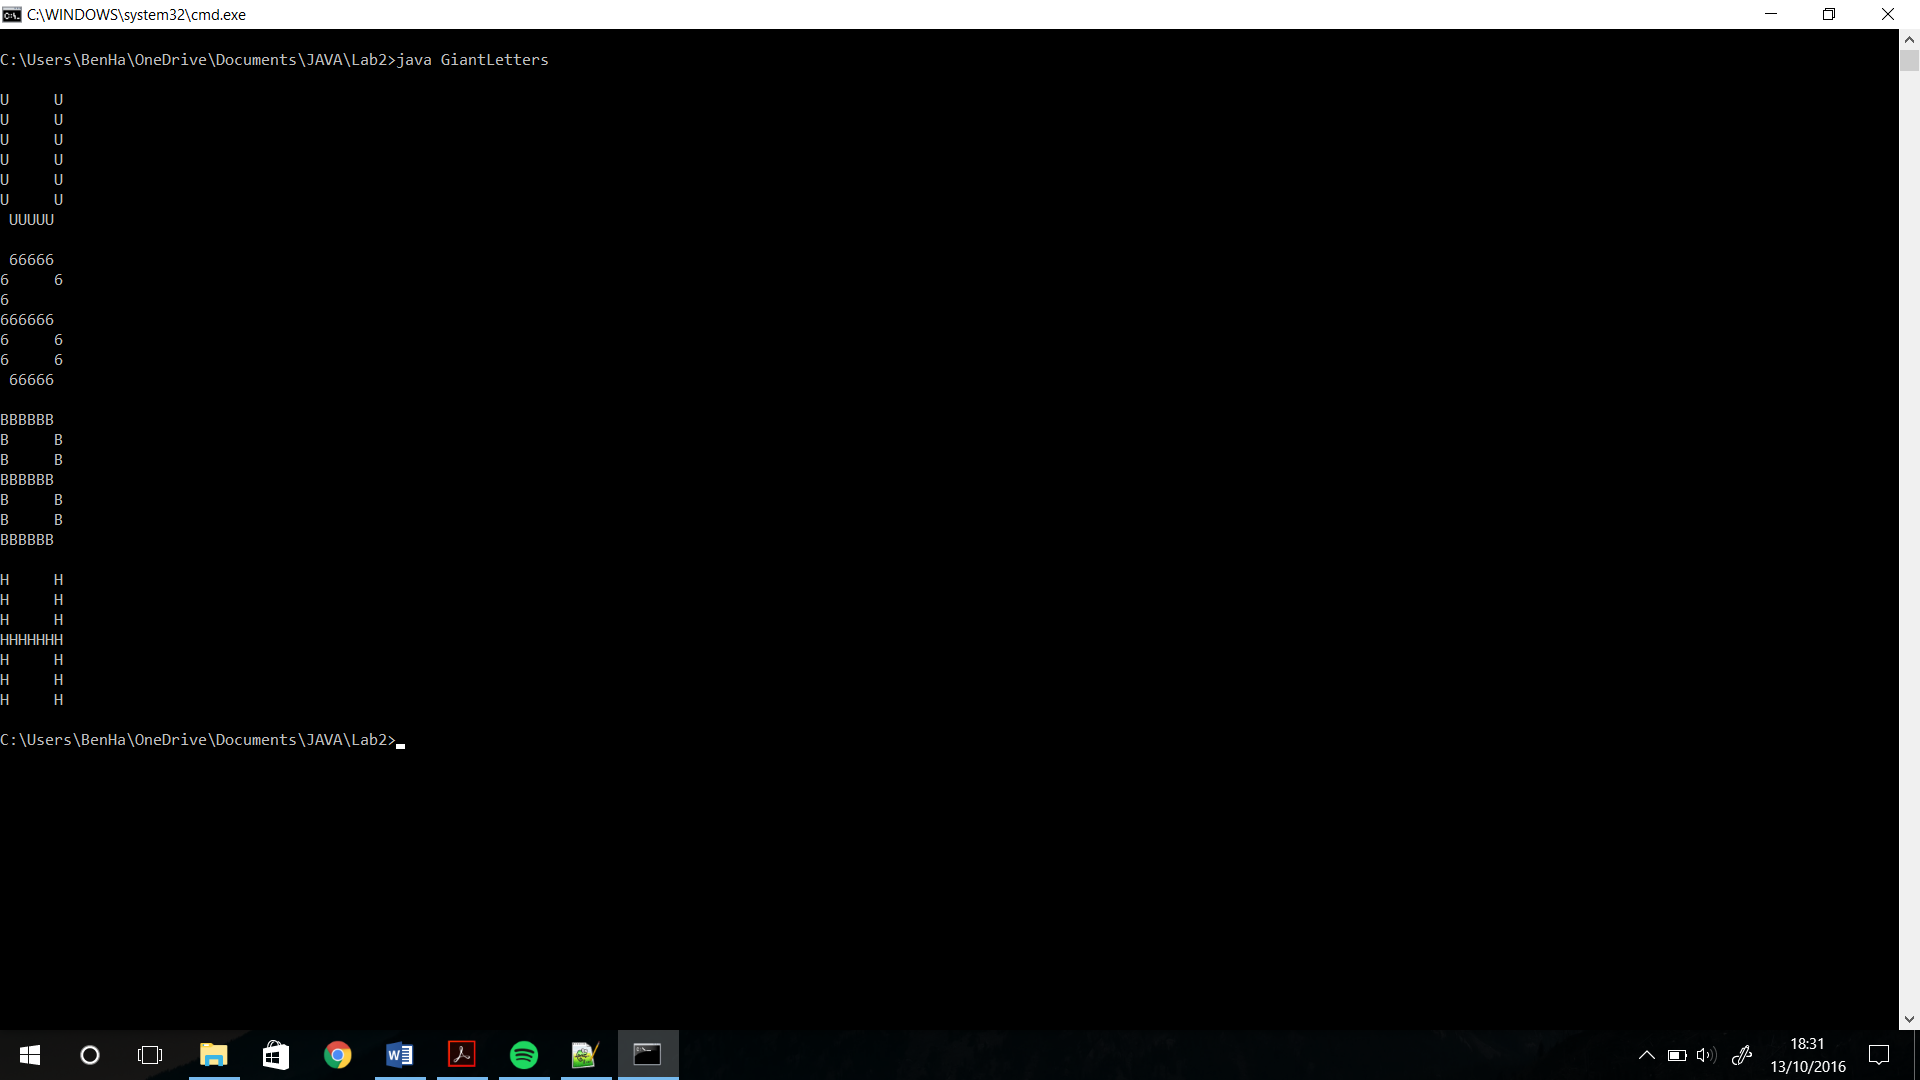 C:\WINDOWS\system32\cmd.exe
C:\Users\BenHa\OneDrive\Documents\JAVA\Lab2>java GiantLetters
U     U
U     U
U     U
U     U
U     U
U     U
 UUUUU
 66666
6     6
6
666666
6     6
6     6
 66666
BBBBBB
B     B
B     B
BBBBBB
B     B
B     B
BBBBBB
H     H
H     H
H     H
HHHHHHH
H     H
H     H
H     H
C:\Users\BenHa\OneDrive\Documents\JAVA\Lab2>
18:31
13/10/2016